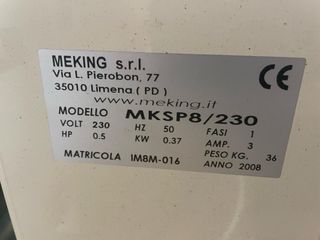 MEKING s.r.l.
Via L. Pierobon, 77
35010 Limena ( PD )
www.meking.it
CE
MODELLO MKSP8/230
VOLT 230 HZ 50 FASI 1
HP 0.5 KW 0.37 AMP. 3
PESO KG. 36
MATRICOLA IM8M-016 ANNO 2008